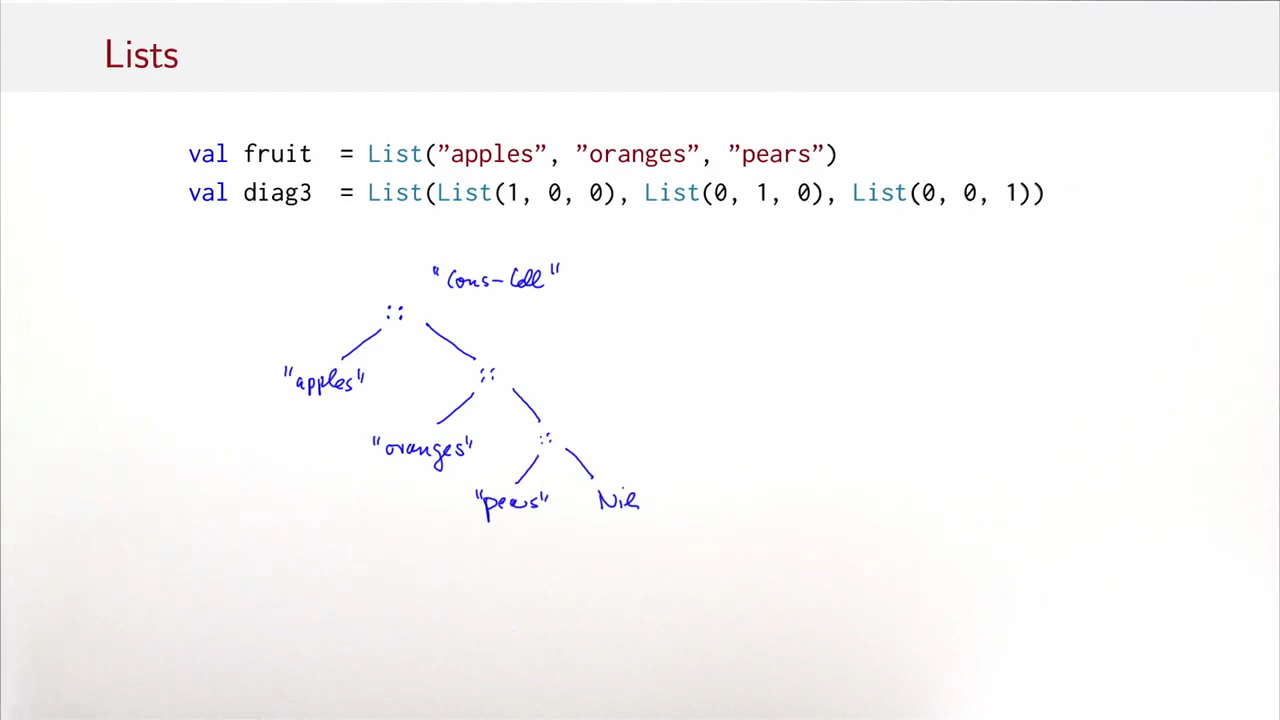 Lists
val fruit = List("apples", "oranges", "pears")
val diag3 = List(List(1, 0, 0), List(0, 1, 0), List(0, 0, 1))
"Cons-Cell"
::
"apples"
::
"oranges"
::
"pears" Nil